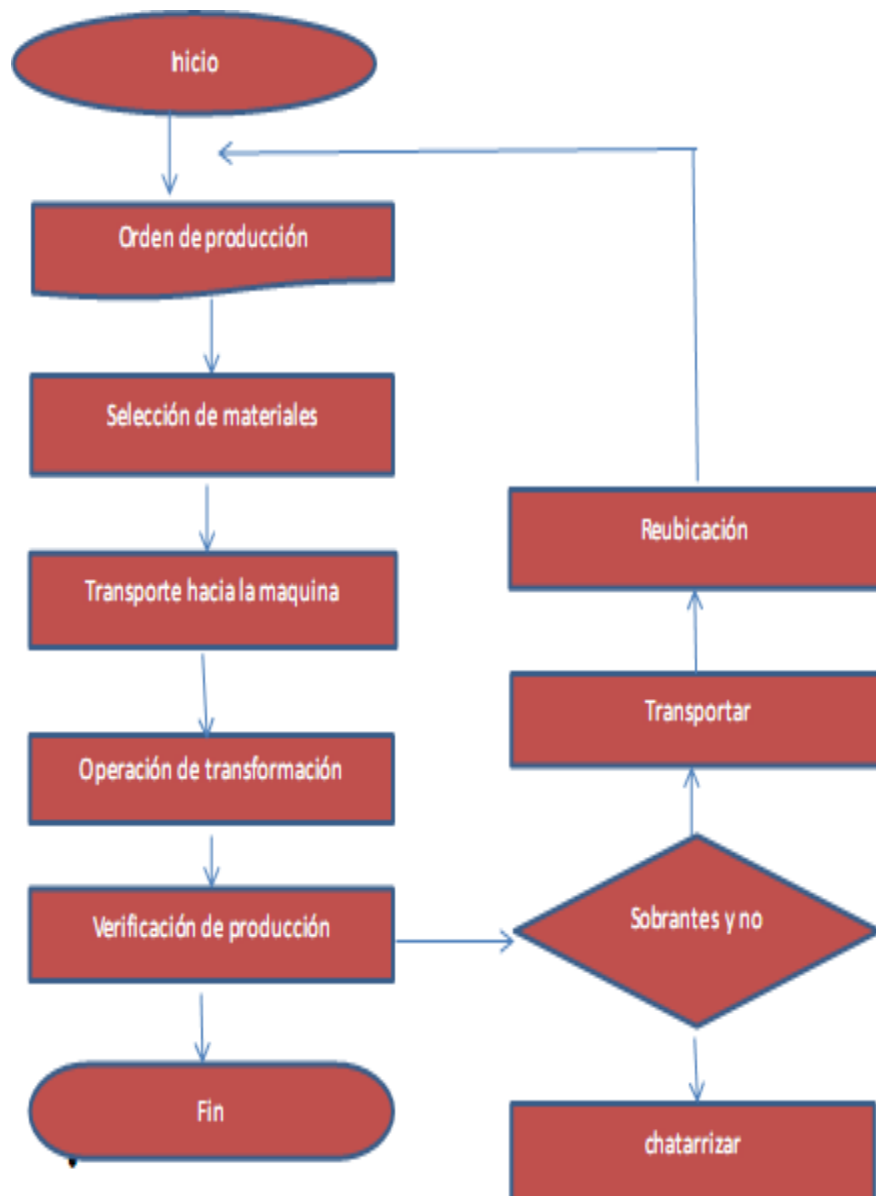 Inicio
Orden de producción
Selección de materiales
Transporte hacia la maquina
Operación de transformación
Verificación de producción
Fin
Reubicación
Transportar
Sobrantes y no
chatarrizar